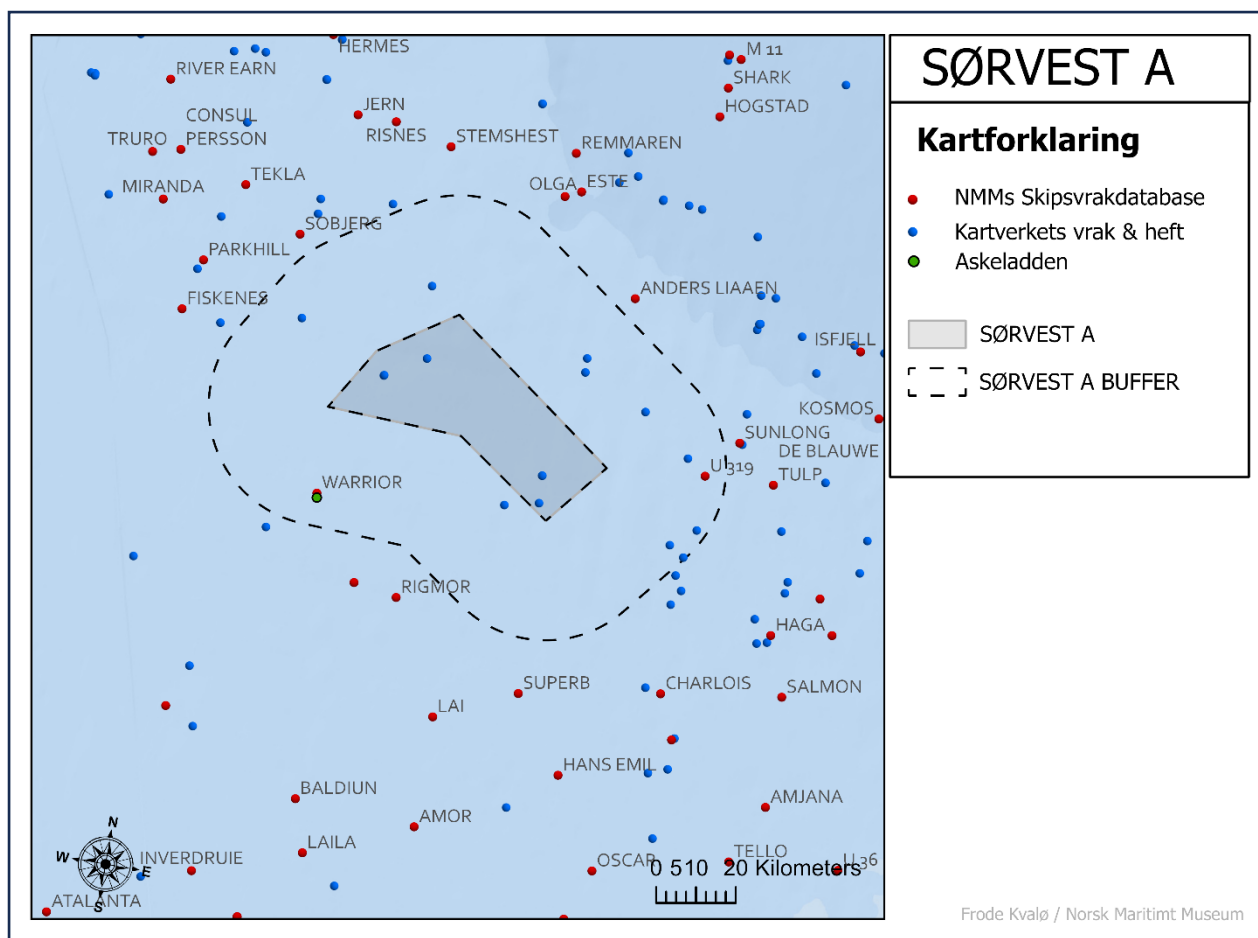 HERMES
M 11
RIVER EARN
SHARK
CONSUL
PERSSON
JERN
RISNES
HOGSTAD
TRURO
STEMSHEST
REMMAREN
MIRANDA
TEKLA
OLGA
ESTE
SOBJERG
PARKHILL
ANDERS LIAAEN
FISKENES
ISFJELL
KOSMOS
SUNLONG
DE BLAUWE
TULP
U 319
WARRIOR
RIGMOR
HAGA
SUPERB
CHARLOIS
SALMON
LAI
HANS EMIL
BALDIUN
AMJANA
AMOR
LAILA
INVERDRUIE
OSCAR
TELLO
U 36
ATALANTA
N
W
E
S
0 5 10 20 Kilometers
SØRVEST A
Kartforklaring
NMMs Skipsvrakdatabase
Kartverkets vrak & heft
Askeladden
SØRVEST A
SØRVEST A BUFFER
Frode Kvalø / Norsk Maritimt Museum